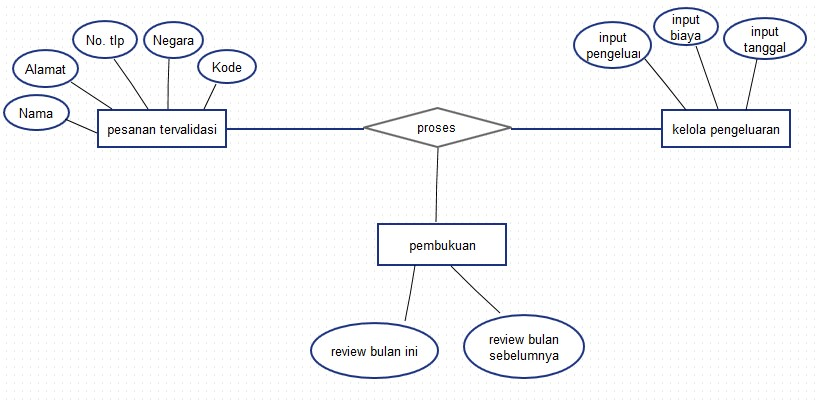 No. tlp
Negara
Alamat
Kode
Nama
pesanan tervalidasi
proses
input
pengeluar
input
biaya
input
tanggal
kelola pengeluaran
pembukuan
review bulan ini
review bulan
sebelumnya